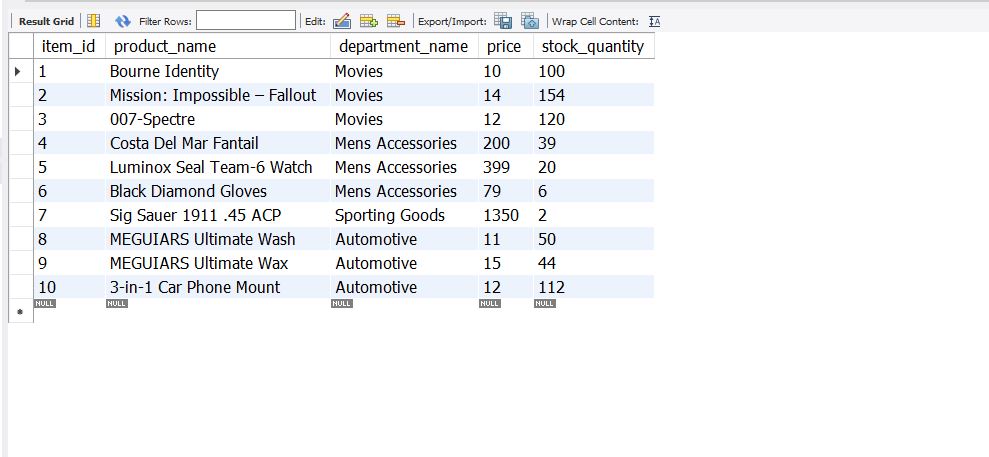 Result Grid Filter Rows: Edit: Export/Import: Wrap Cell Content: IA
item_id product_name department_name price stock_quantity
1 Bourne Identity Movies 10 100
2 Mission: Impossible – Fallout Movies 14 154
3 007-Spectre Movies 12 120
4 Costa Del Mar Fantail Mens Accessories 200 39
5 Luminox Seal Team-6 Watch Mens Accessories 399 20
6 Black Diamond Gloves Mens Accessories 79 6
7 Sig Sauer 1911 .45 ACP Sporting Goods 1350 2
8 MEGUIARS Ultimate Wash Automotive 11 50
9 MEGUIARS Ultimate Wax Automotive 15 44
10 3-in-1 Car Phone Mount Automotive 12 112
NULL NULL NULL NULL NULL